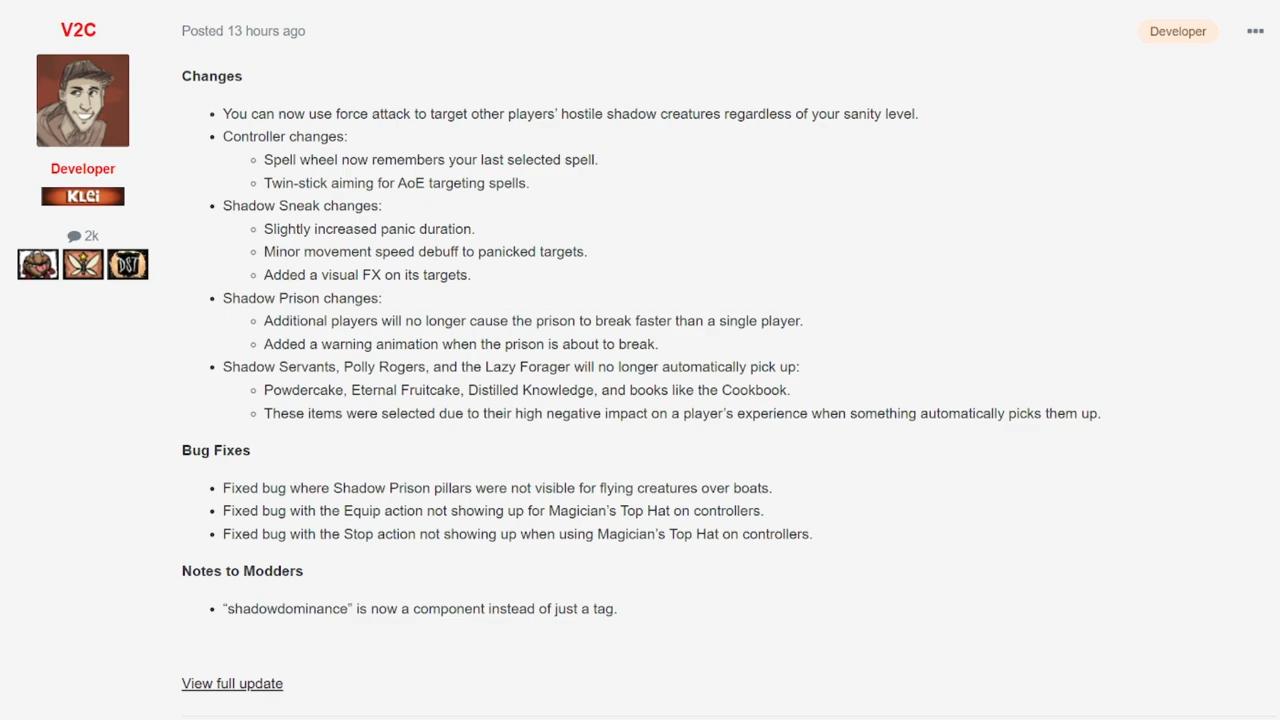 V2C
Posted 13 hours ago
Developer
Changes
You can now use force attack to target other players’ hostile shadow creatures regardless of your sanity level.
Controller changes:
Spell wheel now remembers your last selected spell.
Twin-stick aiming for AoE targeting spells.
Developer
KLei
Shadow Sneak changes:
Slightly increased panic duration.
2k
Minor movement speed debuff to panicked targets.
DST
Added a visual FX on its targets.
Shadow Prison changes:
Additional players will no longer cause the prison to break faster than a single player.
Added a warning animation when the prison is about to break.
Shadow Servants, Polly Rogers, and the Lazy Forager will no longer automatically pick up:
Powdercake, Eternal Fruitcake, Distilled Knowledge, and books like the Cookbook.
These items were selected due to their high negative impact on a player’s experience when something automatically picks them up.
Bug Fixes
Fixed bug where Shadow Prison pillars were not visible for flying creatures over boats.
Fixed bug with the Equip action not showing up for Magician’s Top Hat on controllers.
Fixed bug with the Stop action not showing up when using Magician’s Top Hat on controllers.
Notes to Modders
“shadowdominance” is now a component instead of just a tag.
View full update